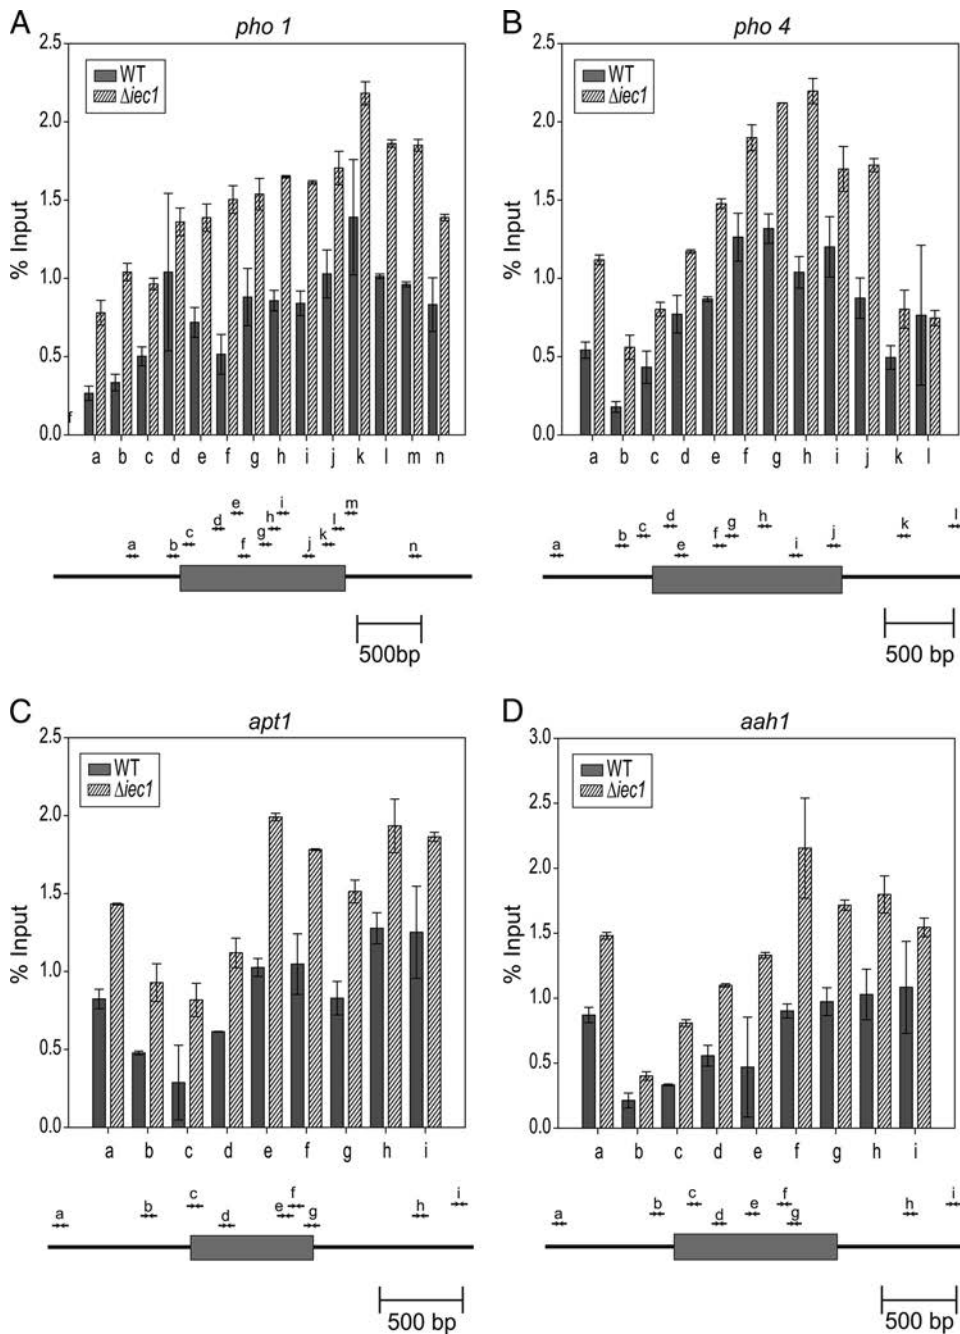 A
pho 1
2.5
2.0
1.5
1.0
0.5
0.0
% Input
WT
Δiec1
f
a b c d e f g h i j k l m n
a b c d e f g h i j k l m n
500bp
B
pho 4
2.5
2.0
1.5
1.0
0.5
0.0
% Input
WT
Δiec1
a b c d e f g h i j k l
a b c d e f g h i j k l
500 bp
C
apt1
2.5
2.0
1.5
1.0
0.5
0.0
% Input
WT
Δiec1
a b c d e f g h i
a b c d e f g h i
500 bp
D
aah1
3.0
2.5
2.0
1.5
1.0
0.5
0.0
% Input
WT
Δiec1
a b c d e f g h i
a b c d e f g h i
500 bp